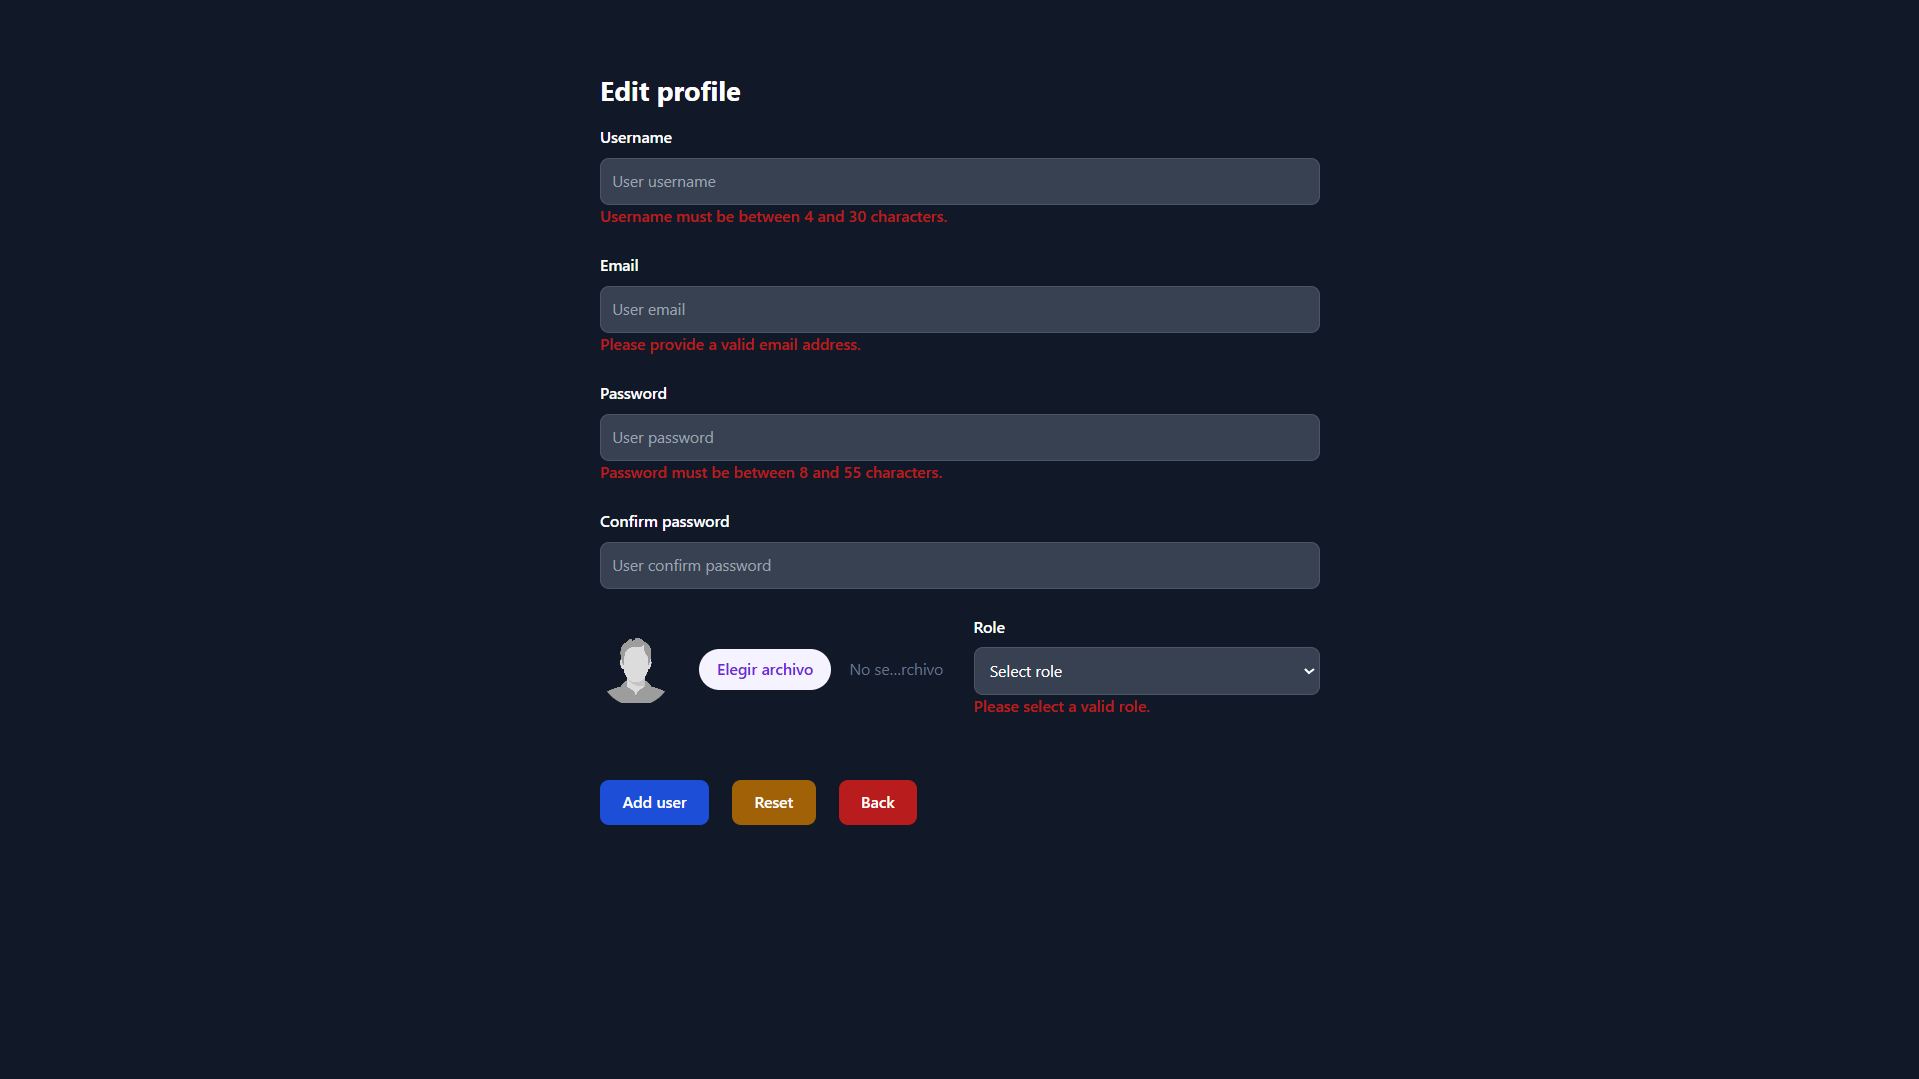 Edit profile
Username
User username
Username must be between 4 and 30 characters.
Email
User email
Please provide a valid email address.
Password
User password
Password must be between 8 and 55 characters.
Confirm password
User confirm password
Elegir archivo No se...rchivo
Role
Select role
Please select a valid role.
Add user Reset Back